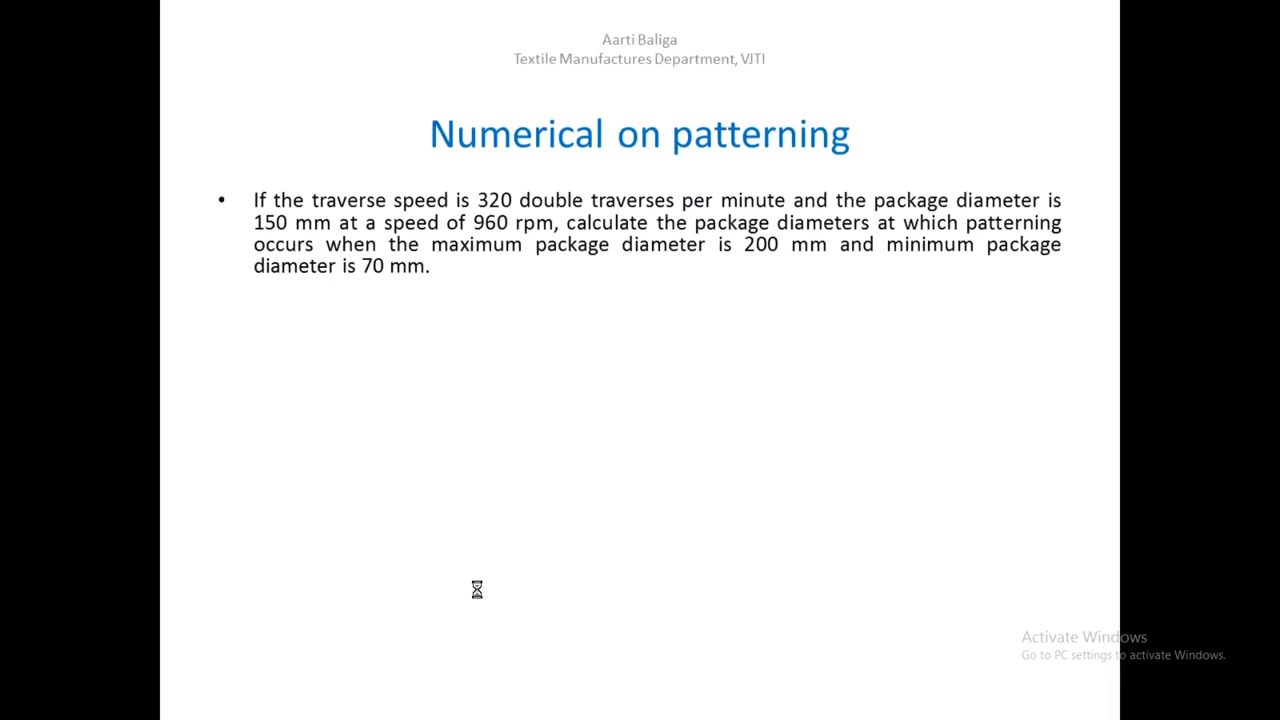 Aarti Baliga
Textile Manufactures Department, VJTI
Numerical on patterning
• If the traverse speed is 320 double traverses per minute and the package diameter is
150 mm at a speed of 960 rpm, calculate the package diameters at which patterning
occurs when the maximum package diameter is 200 mm and minimum package
diameter is 70 mm.
Activate Windows
Go to PC settings to activate Windows.